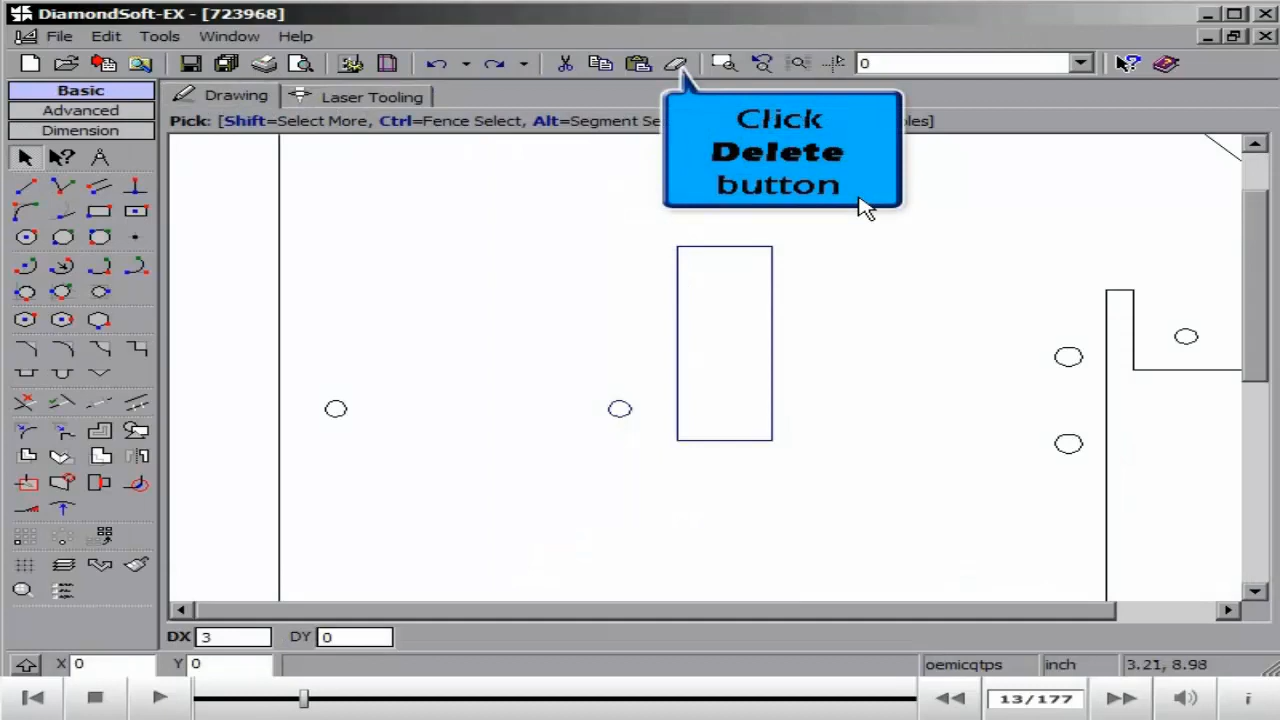 DiamondSoft-EX - [723968]
File Edit Tools Window Help
0
Basic
Advanced
Dimension
Drawing Laser Tooling
Pick: [Shift=Select More, Ctrl=Fence Select, Alt=Segment Se les]
Click
Delete
button
DX 3 DY 0
X 0 Y 0 oemicqtps inch 3.21, 8.98
13/177
i